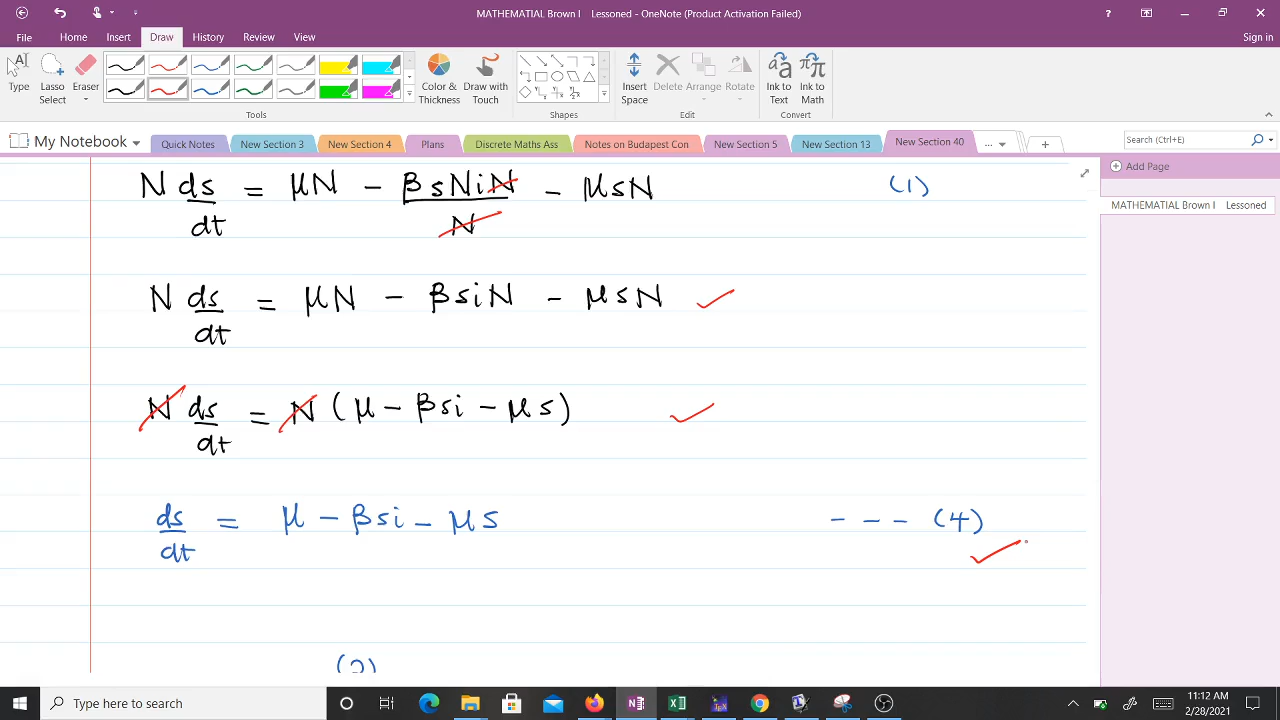 MATHEMATIAL Brown I Lessoned - OneNote (Product Activation Failed)
File Home Insert Draw History Review View Sign in
Type Lasso Select Eraser Color & Thickness Draw with Touch Insert Space Delete Arrange Rotate Ink to Text Ink to Math
Tools Shapes Edit Convert
My Notebook Quick Notes New Section 3 New Section 4 Plans Discrete Mathematics Ass Notes on Budapest Con New Section 5 New Section 13 New Section 40 ... Search (Ctrl+E)
Add Page
MATHEMATIAL Brown I Lessoned
N ds/dt = μN - βsNiN/N - μsN (1)
N ds/dt = μN - βsiN - μsN
N ds/dt = N (μ - βsi - μs)
ds/dt = μ - βsi - μs - - - (4)
(2)
Type here to search
11:12 AM
2/28/2021